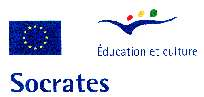 Éducation et culture
Socrates